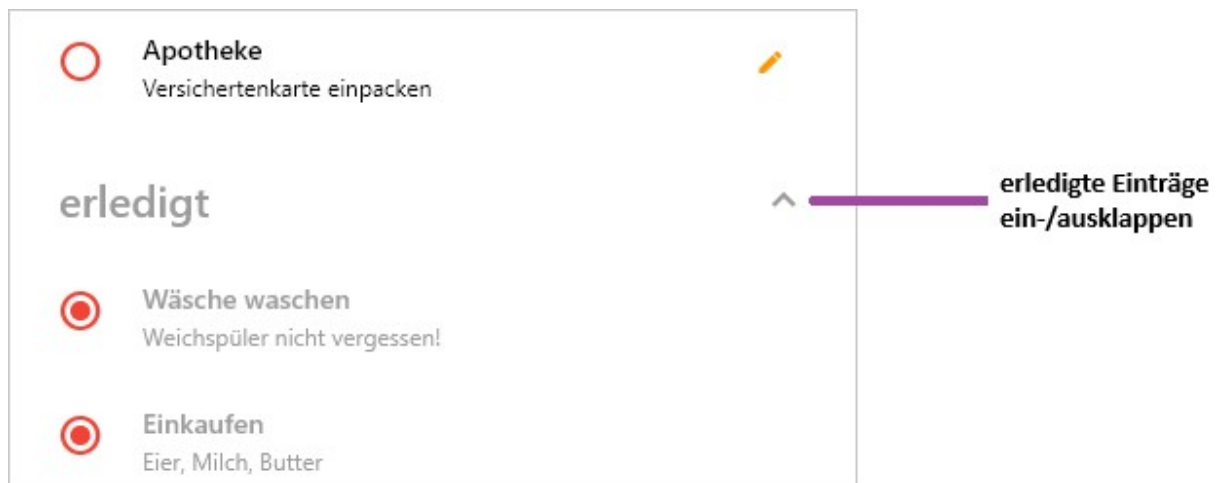 Apotheke
Versichertenkarte einpacken
erledigt
erledigte Einträge
ein-/ausklappen
Wäsche waschen
Weichspüler nicht vergessen!
Einkaufen
Eier, Milch, Butter